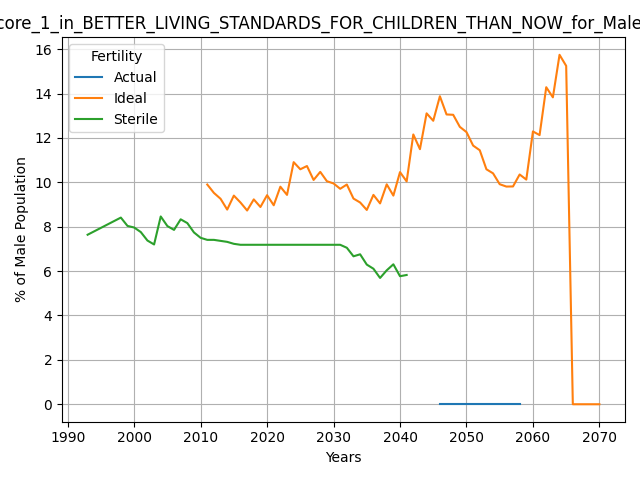 core_1_in_BETTER_LIVING_STANDARDS_FOR_CHILDREN_THAN_NOW_for_Male
Fertility
Actual
Ideal
Sterile
% of Male Population
16
14
12
10
8
6
4
2
0
1990 2000 2010 2020 2030 2040 2050 2060 2070
Years